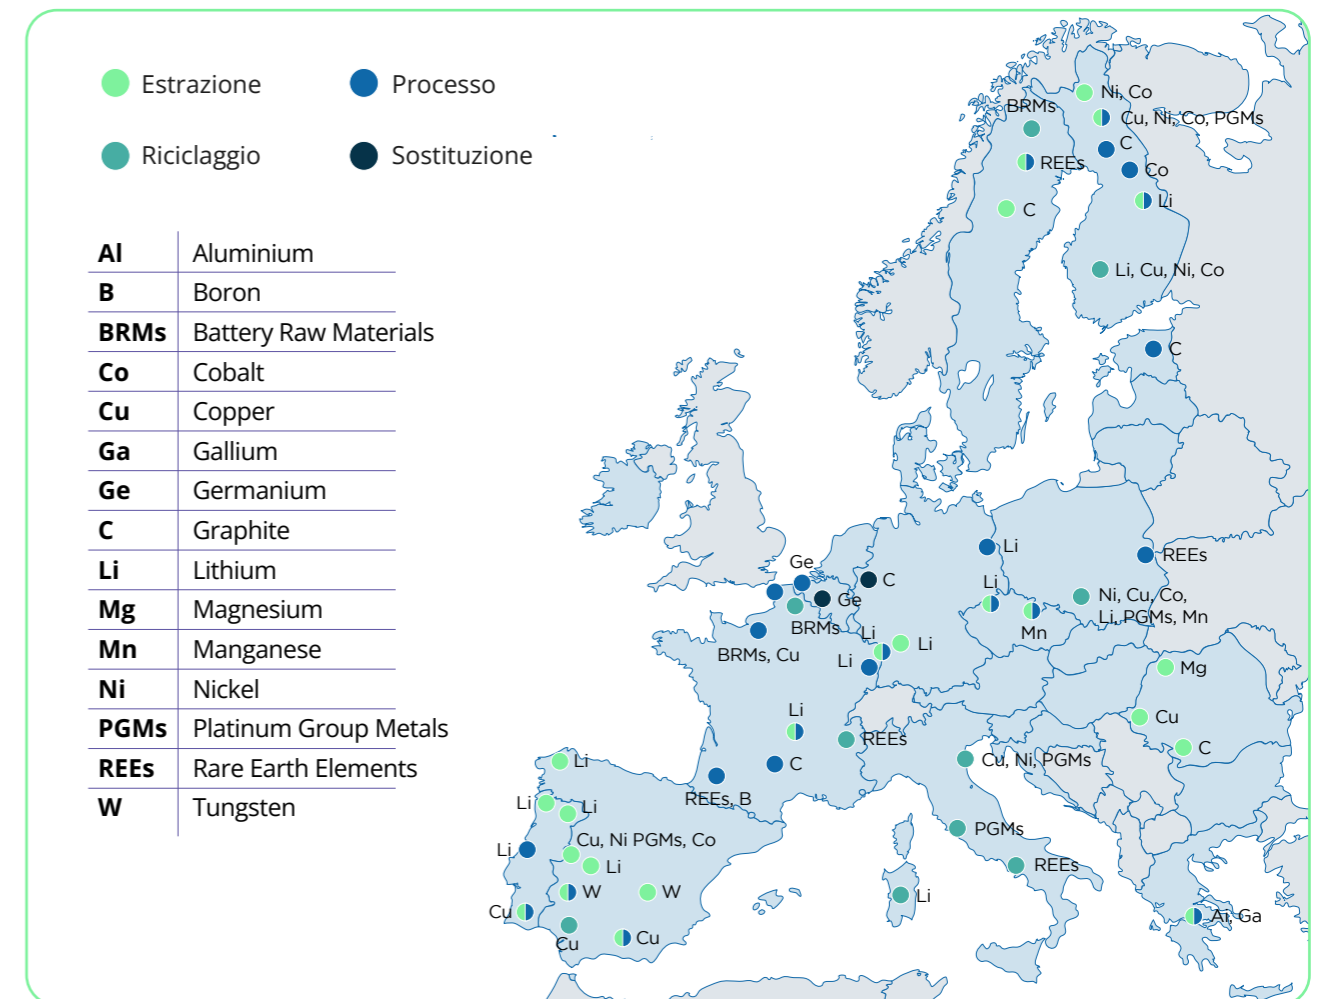 Estrazione
Processo
Riciclaggio
Sostituzione
Al Aluminium
B Boron
BRMs Battery Raw Materials
Co Cobalt
Cu Copper
Ga Gallium
Ge Germanium
C Graphite
Li Lithium
Mg Magnesium
Mn Manganese
Ni Nickel
PGMs Platinum Group Metals
REEs Rare Earth Elements
W Tungsten
Ni, Co
BRMs
Cu, Ni, Co, PGMs
C
REEs
Co
Li
C
Li, Cu, Ni, Co
C
Li
REEs
Ge
C
Li
Ge
Ni, Cu, Co,
Li, PGMs, Mn
BRMs
Mn
Li
Li
BRMs, Cu
Li
Mg
Li
Cu
REEs
C
Li
C
Cu, Ni, PGMs
REEs, B
Li
Li
PGMs
Cu, Ni PGMs, Co
Li
Li
REEs
W
W
Li
Cu
Cu
Cu
Ai, Ga